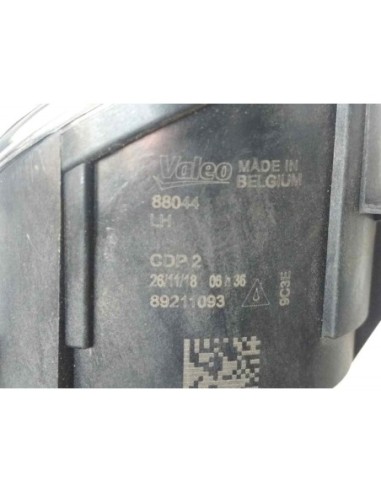 Valeo MADE IN
BELGIUM
88044
LH
CDP 2
26/11/18 06 h 36
89211093
9C3E